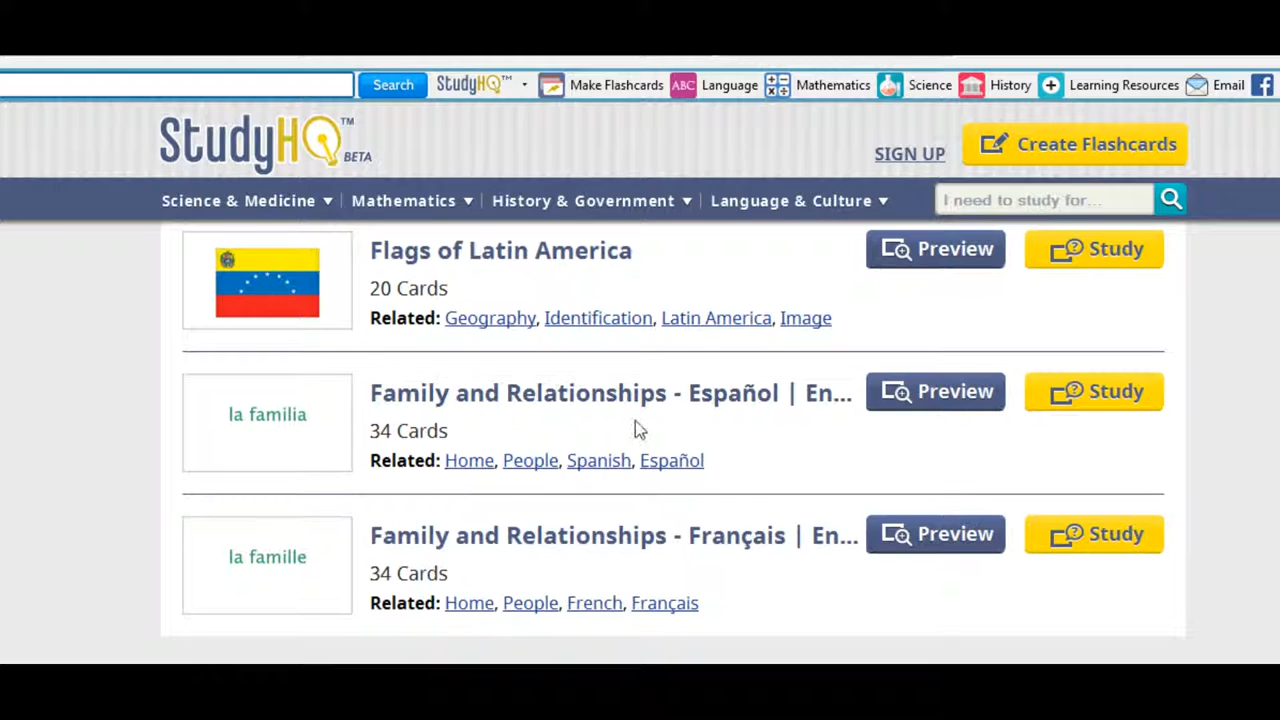 Search StudyHQ™ Make Flashcards ABC Language Mathematics Science History Learning Resources Email
StudyHQ™ BETA
SIGN UP Create Flashcards
Science & Medicine Mathematics History & Government Language & Culture I need to study for...
Flags of Latin America Preview Study
20 Cards
Related: Geography, Identification, Latin America, Image
la familia
Family and Relationships - Español | En... Preview Study
34 Cards
Related: Home, People, Spanish, Español
la famille
Family and Relationships - Français | En... Preview Study
34 Cards
Related: Home, People, French, Français